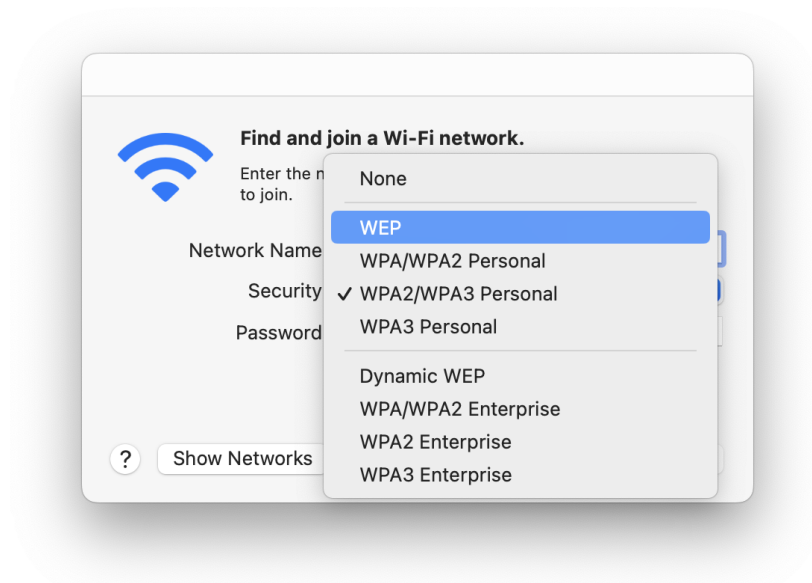 Find and join a Wi-Fi network.
Enter the
to join.
Network Name
Security
Password
None
WEP
WPA/WPA2 Personal
✓ WPA2/WPA3 Personal
WPA3 Personal
Dynamic WEP
WPA/WPA2 Enterprise
WPA2 Enterprise
WPA3 Enterprise
? Show Networks